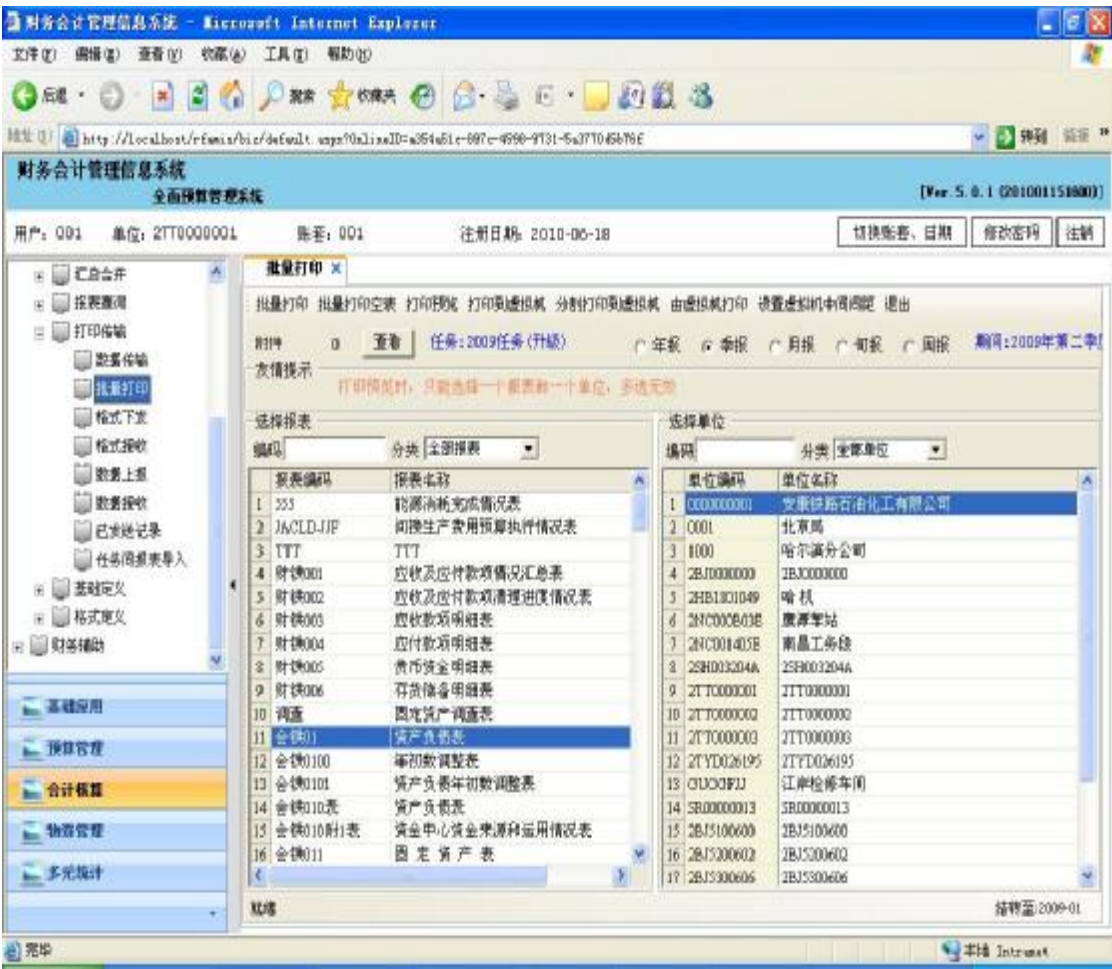 财务会计管理信息系统 - Microsoft Internet Explorer
文件(F) 编辑(E) 查看(V) 收藏(A) 工具(T) 帮助(H)
后退 搜索 收藏夹
地址(D) 转到 链接 »
财务会计管理信息系统
全面预算管理系统
[Ver 5.0.1 (201001151600)]
用户: 001 单位: 2TT0000001 账套: 001 注册日期: 2010-06-18 切换账套、日期 修改密码 注销
汇总合并
报表查询
打印传输
数据传输
批量打印
格式下发
格式接收
数据上报
数据接收
已发送记录
任务间报表导入
基础定义
格式定义
财务辅助
基础应用
预算管理
会计核算
物资管理
多元统计
批量打印 ×
批量打印 批量打印空表 打印预览 打印到虚拟机 分割打印到虚拟机 由虚拟机打印 设置虚拟机中间间距 退出
附件 0 查看 任务:2009任务(升级) 年报 季报 月报 旬报 周报 期间:2009年第二季
友情提示
打印预览时，只能选择一个报表和一个单位，多选无效
选择报表
编码 分类 全部报表
报表编码 报表名称
1 555 能源消耗完成情况表
2 JACLDJJF 间接生产费用预算执行情况表
3 TTT TTT
4 财铁001 应收及应付款项情况汇总表
5 财铁002 应收及应付款项清理进度情况表
6 财铁003 应收款项明细表
7 财铁004 应付款项明细表
8 财铁005 货币资金明细表
9 财铁006 存货储备明细表
10 调查 固定资产调查表
11 会铁01 资产负债表
12 会铁0100 年初数调整表
13 会铁0101 资产负债年初数调整表
14 会铁010表 资产负债表
15 会铁010附1表 资金中心资金来源和运用情况表
16 会铁011 固 定 资 产 表
选择单位
编码 分类 全部单位
单位编码 单位名称
1 0000000001 安康铁路石油化工有限公司
2 0001 北京局
3 1000 哈尔滨分公司
4 2BJ0000000 2BJ0000000
5 2HB1301049 哈机
6 2NC000B03E 鹰潭车站
7 2NC001405B 南昌工务段
8 2SH003204A 2SH003204A
9 2TT0000001 2TT0000001
10 2TT0000002 2TT0000002
11 2TT0000003 2TT0000003
12 2TYD026195 2TYD026195
13 江岸检修车间
14 SR00000013 SR00000013
15 2BJ5100600 2BJ5100600
16 2BJ5200602 2BJ5200602
17 2BJ5300606 2BJ5300606
就绪 结转至:2009-01
完毕 本地 Intranet